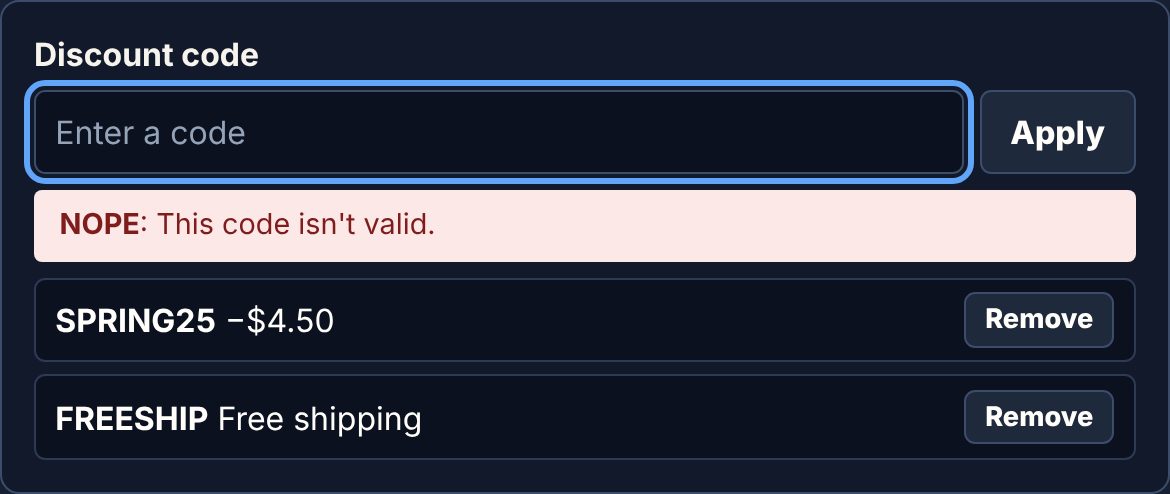 Discount code
Enter a code
Apply
NOPE: This code isn't valid.
SPRING25 −$4.50
Remove
FREESHIP Free shipping
Remove